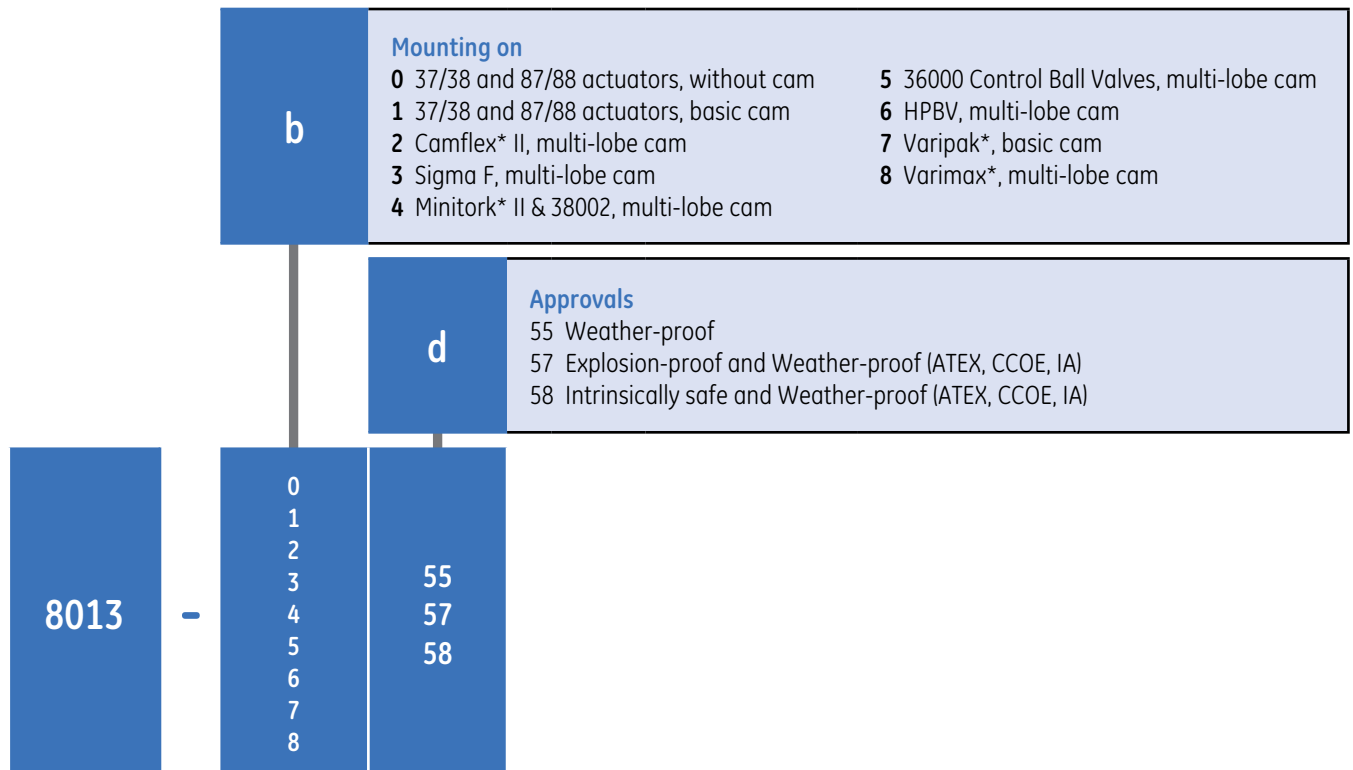 b
Mounting on
0 37/38 and 87/88 actuators, without cam
1 37/38 and 87/88 actuators, basic cam
2 Camflex* II, multi-lobe cam
3 Sigma F, multi-lobe cam
4 Minitork* II & 38002, multi-lobe cam
5 36000 Control Ball Valves, multi-lobe cam
6 HPBV, multi-lobe cam
7 Varipak*, basic cam
8 Varimax*, multi-lobe cam
d
Approvals
55 Weather-proof
57 Explosion-proof and Weather-proof (ATEX, CCOE, IA)
58 Intrinsically safe and Weather-proof (ATEX, CCOE, IA)
8013
-
0
1
2
3
4
5
6
7
8
55
57
58